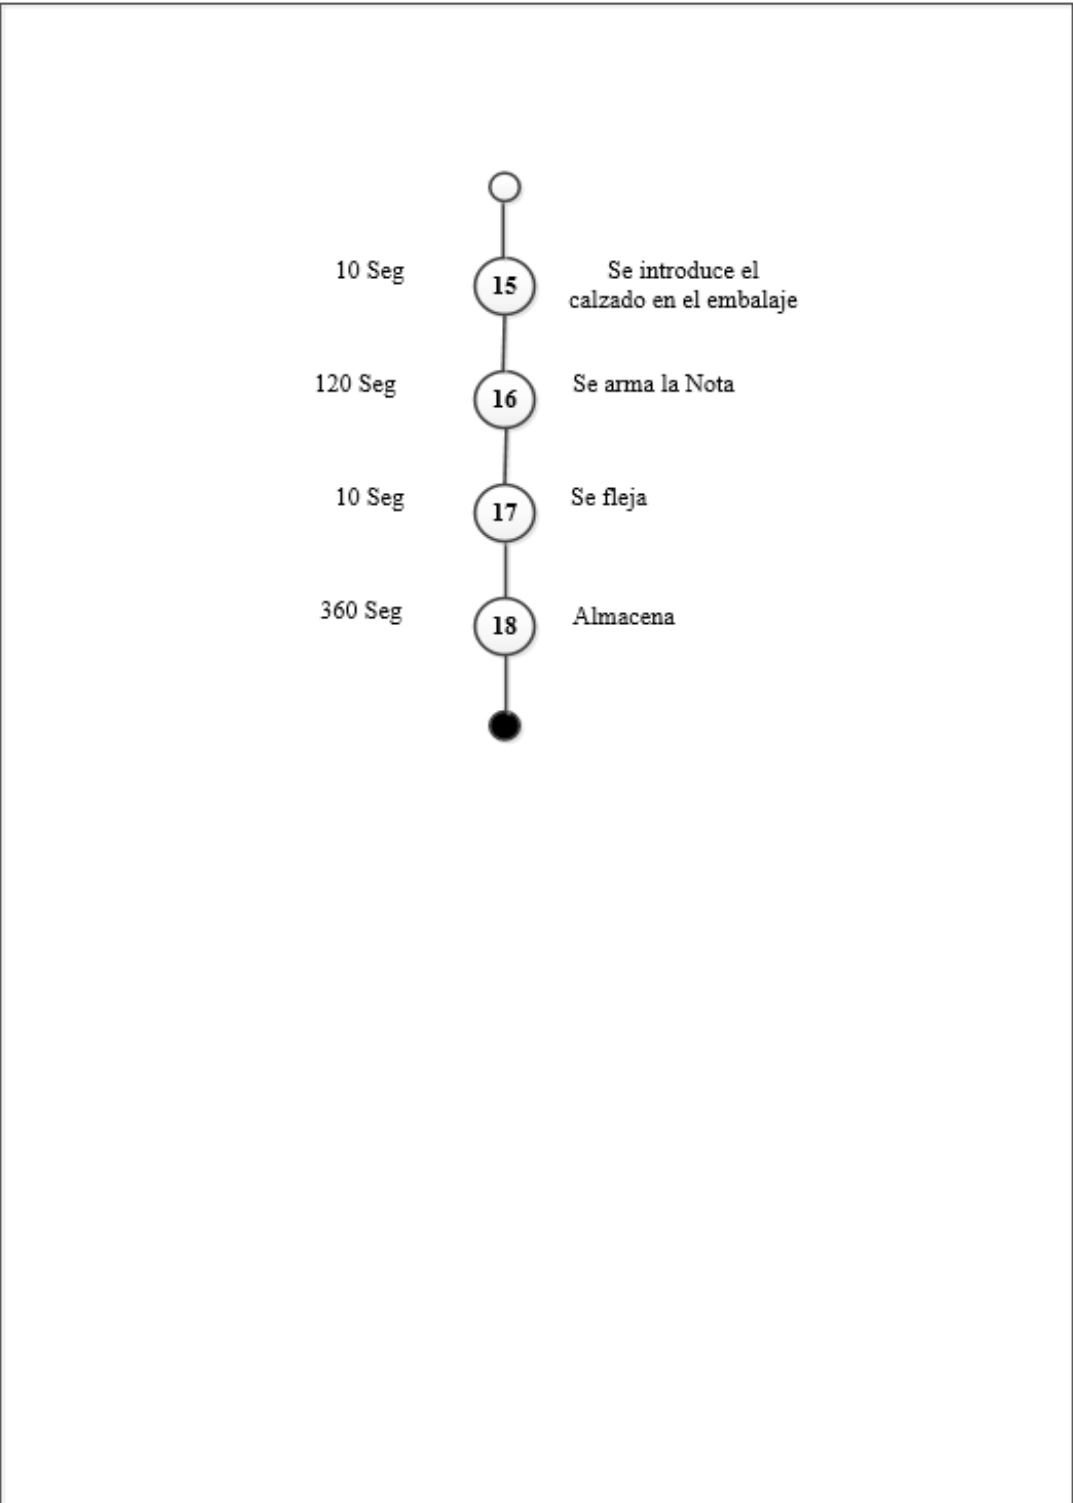 10 Seg
15
Se introduce el
calzado en el embalaje
120 Seg
16
Se arma la Nota
10 Seg
17
Se fleja
360 Seg
18
Almacena